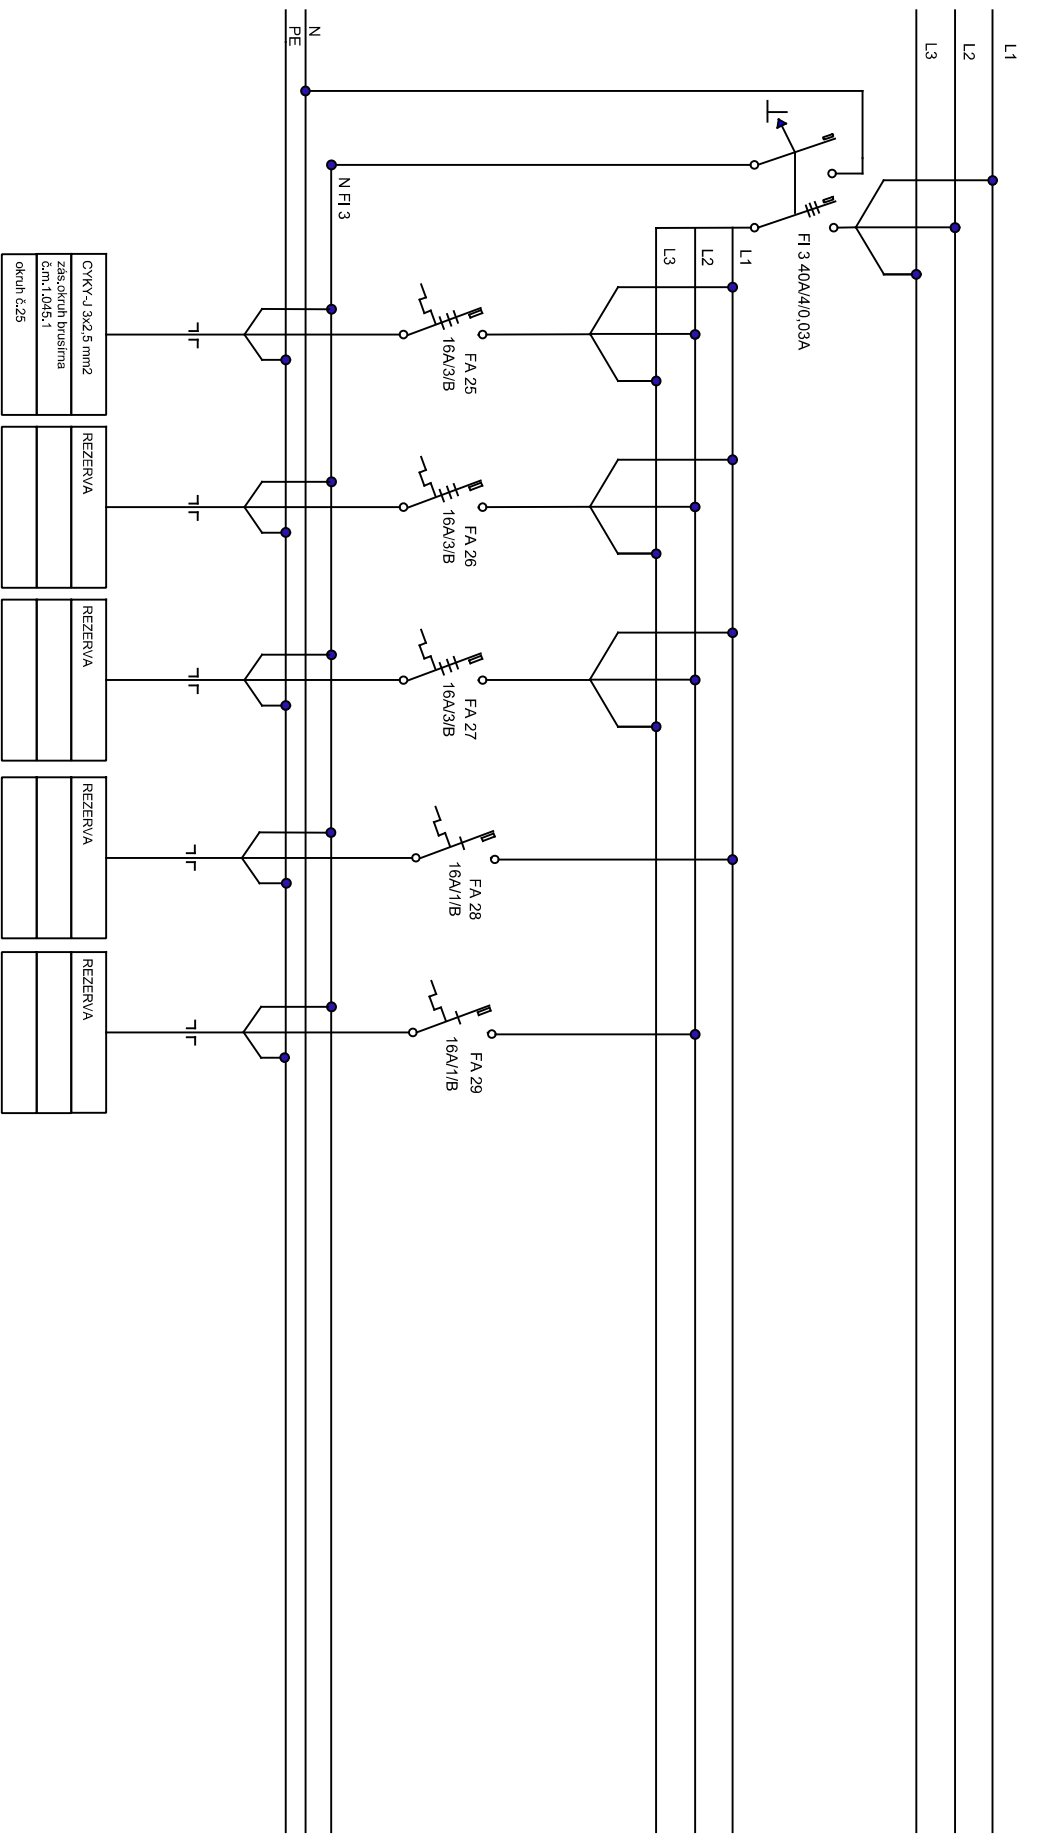 L1
L2
L3
N
PE
FI 3 40A/4/0,03A
N FI 3
L1
L2
L3
FA 25
16A/3/B
FA 26
16A/3/B
FA 27
16A/3/B
FA 28
16A/1/B
FA 29
16A/1/B
CYKY-J 3x2,5 mm2
zás.okruh brusírna
č.m.1.045.1
okruh č.25
REZERVA
REZERVA
REZERVA
REZERVA